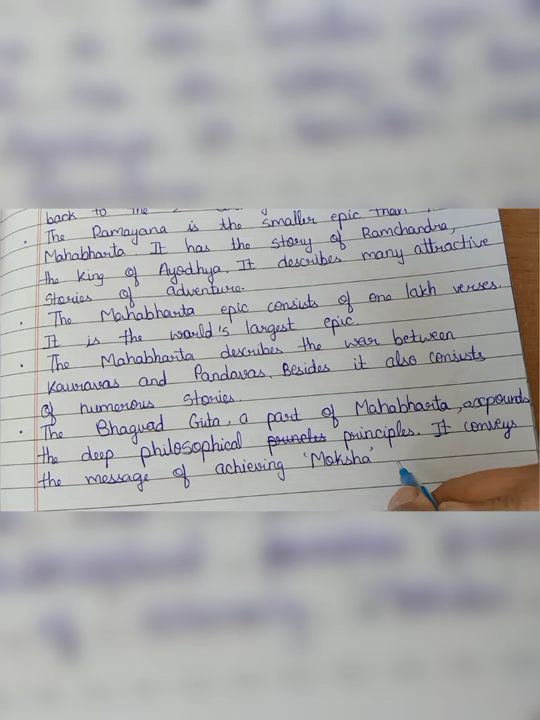 back to the
• The Ramayana is the smaller epic than
Mahabharta. It has the story of Ramchandra,
the king of Ayodhya. It describes many attractive
stories of adventure.
• The Mahabharta epic consists of one lakh verses.
It is the world's largest epic.
• The Mahabharta describes the war between
Kauravas and Pandavas. Besides it also consists
of numerous stories.
• The Bhagvad Gita, a part of Mahabharta, expounds
the deep philosophical principles. It conveys
the message of achieving 'Moksha'